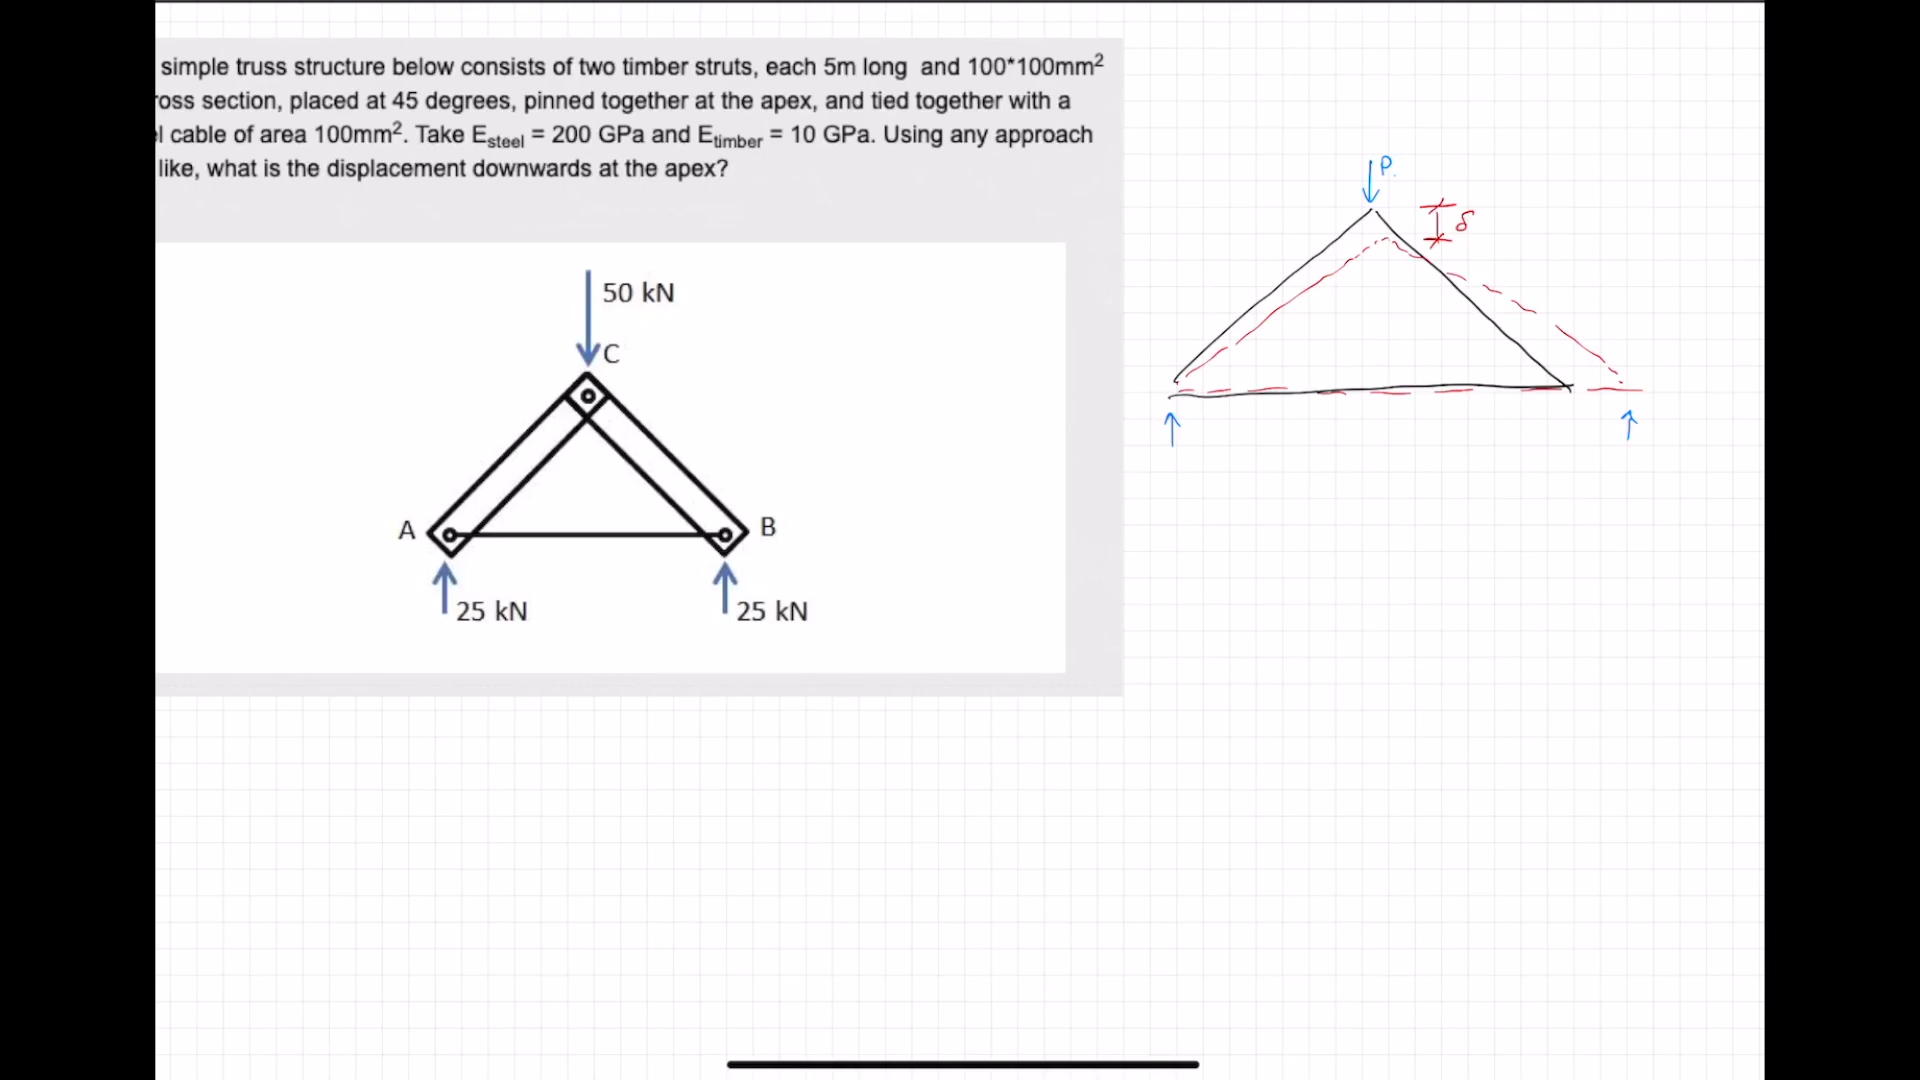 simple truss structure below consists of two timber struts, each 5m long and 100*100mm²
ross section, placed at 45 degrees, pinned together at the apex, and tied together with a
l cable of area 100mm². Take Esteel = 200 GPa and Etimber = 10 GPa. Using any approach
like, what is the displacement downwards at the apex?
50 kN
C
A
B
25 kN
25 kN
P.
δ